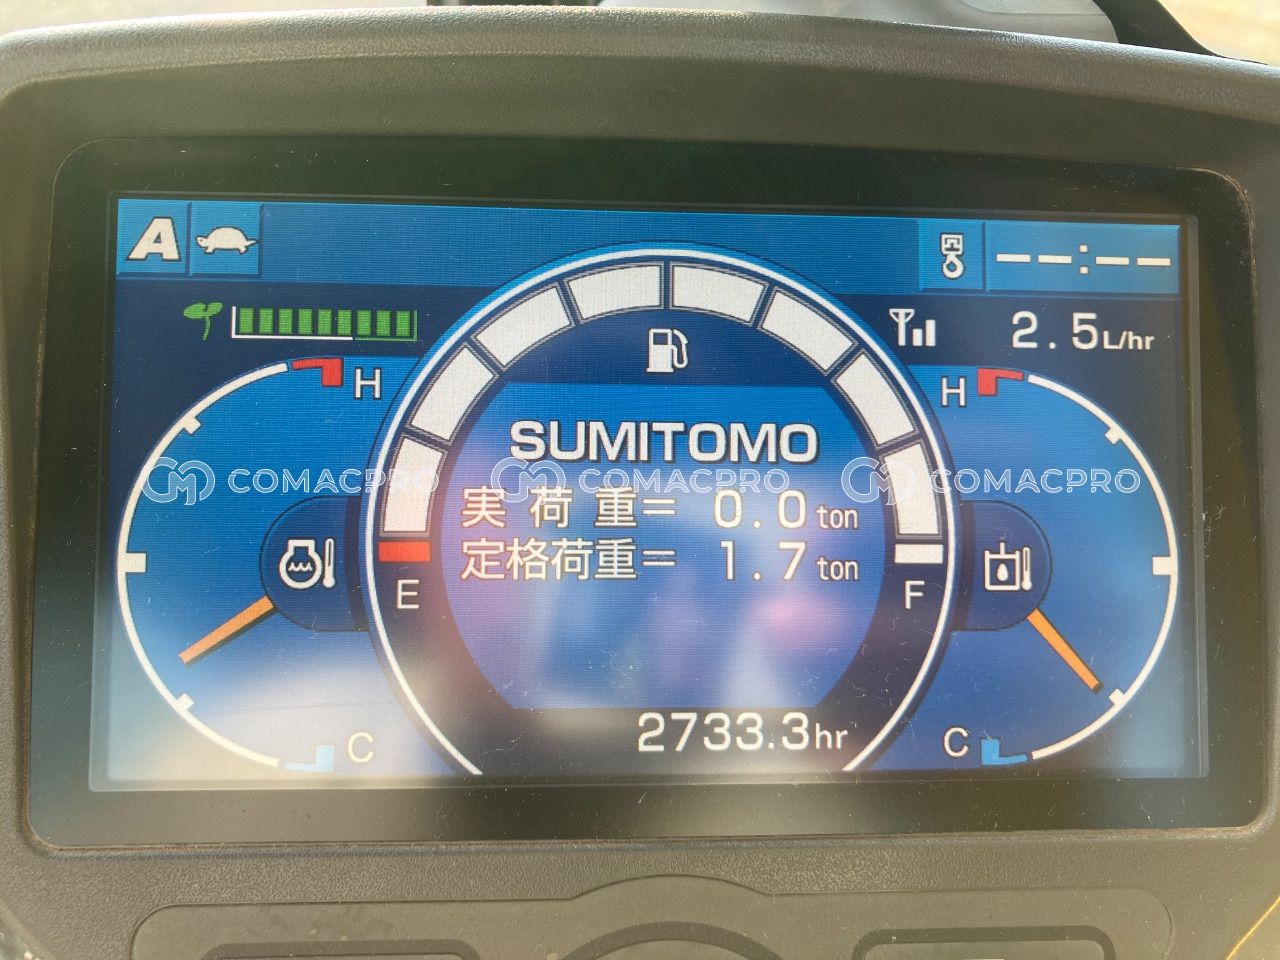 A
--:--
2.5L/hr
H
H
SUMITOMO
COMACPRO COMACPRO COMACPRO
実荷重= 0.0ton
定格荷重= 1.7ton
E
F
2733.3hr
C
C